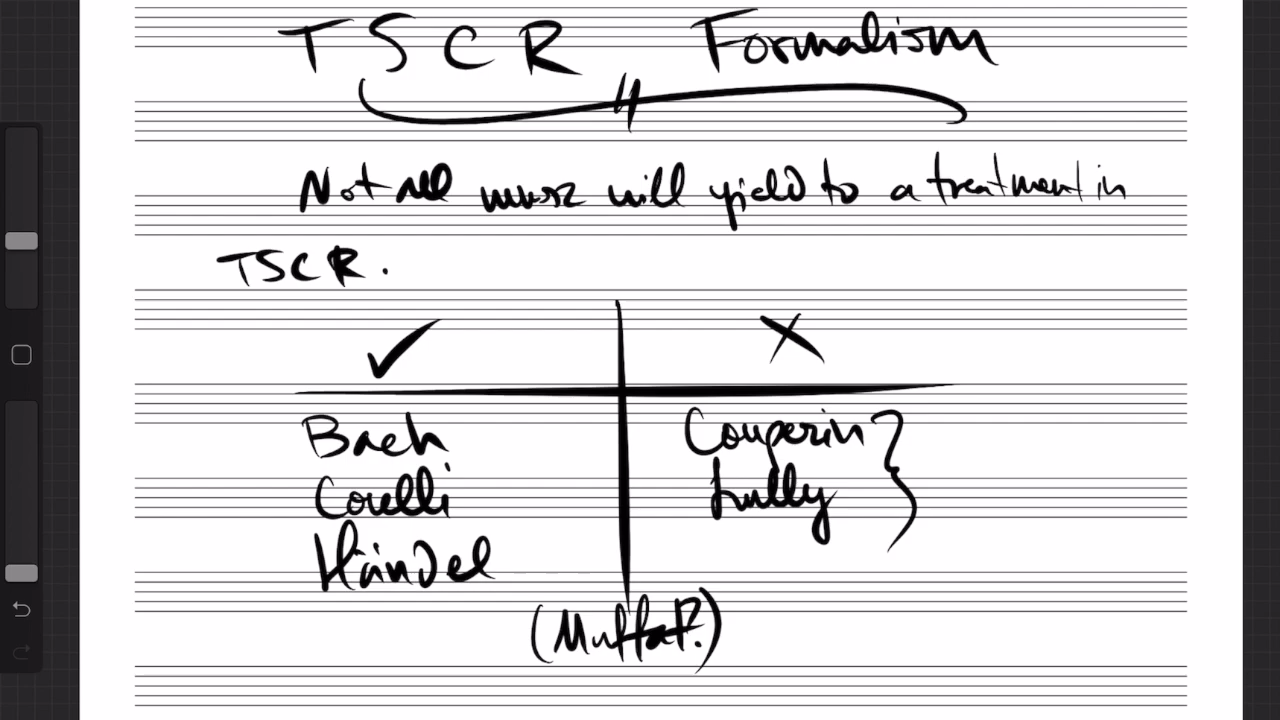 TSCR Formalism
Not all music will yield to a treatment in
TSCR.
✓ ✗
Bach Couperin
Corelli Lully
Händel
(Muffat?)